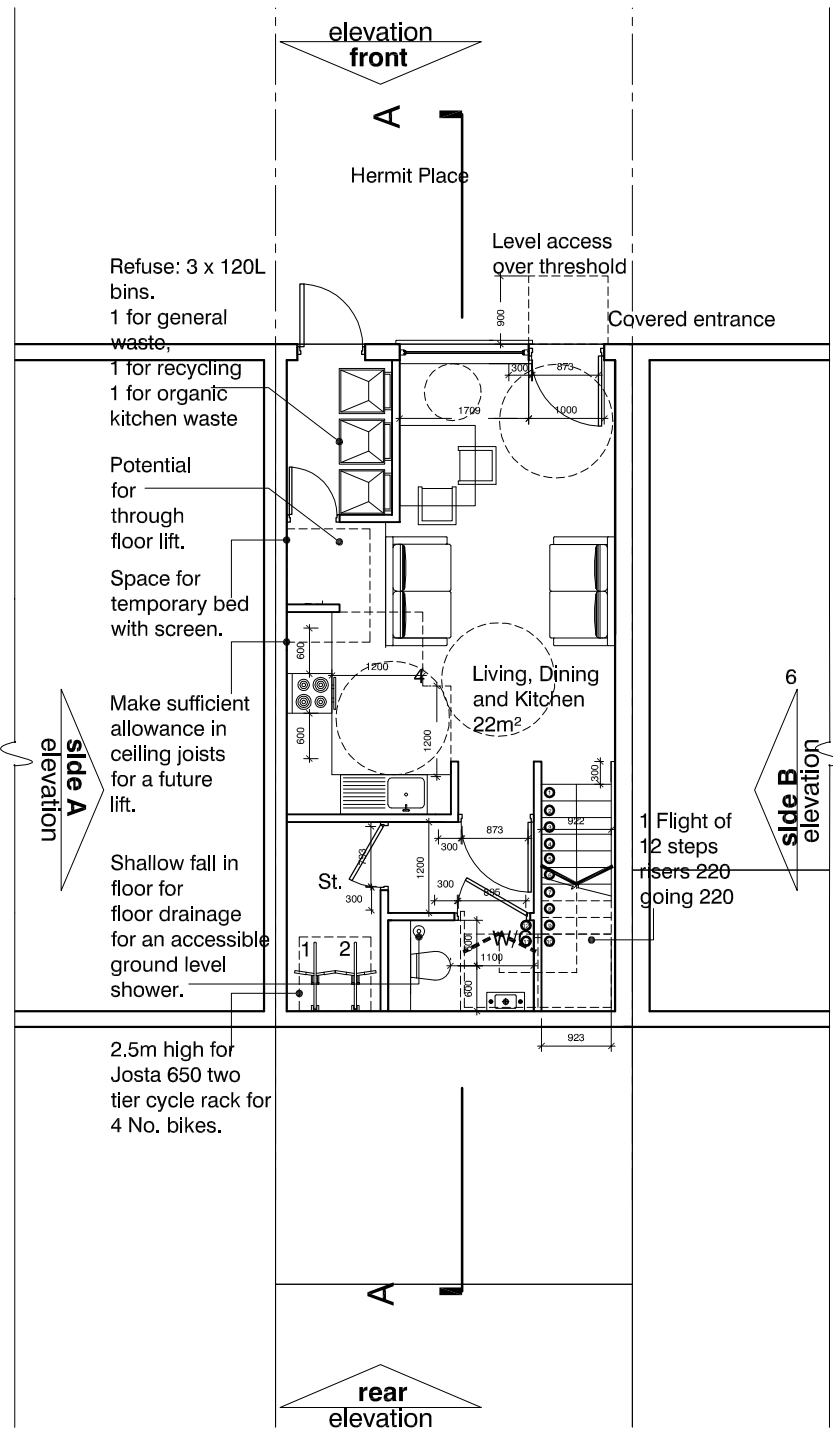 elevation
front
A
Hermit Place
Level access
over threshold
Refuse: 3 x 120L
bins.
1 for general
waste,
1 for recycling
1 for organic
kitchen waste
900
Covered entrance
300
873
1709
1000
Potential
for
through
floor lift.
Space for
temporary bed
with screen.
600
1200
4
Living, Dining
and Kitchen
22m²
6
Make sufficient
allowance in
ceiling joists
for a future
lift.
600
1200
side A
elevation
side B
elevation
300
922
1 Flight of
12 steps
risers 220
going 220
873
300
1200
St.
300
300
895
Shallow fall in
floor for
floor drainage
for an accessible
ground level
shower.
1
2
W/C
1100
600
923
2.5m high for
Josta 650 two
tier cycle rack for
4 No. bikes.
A
rear
elevation